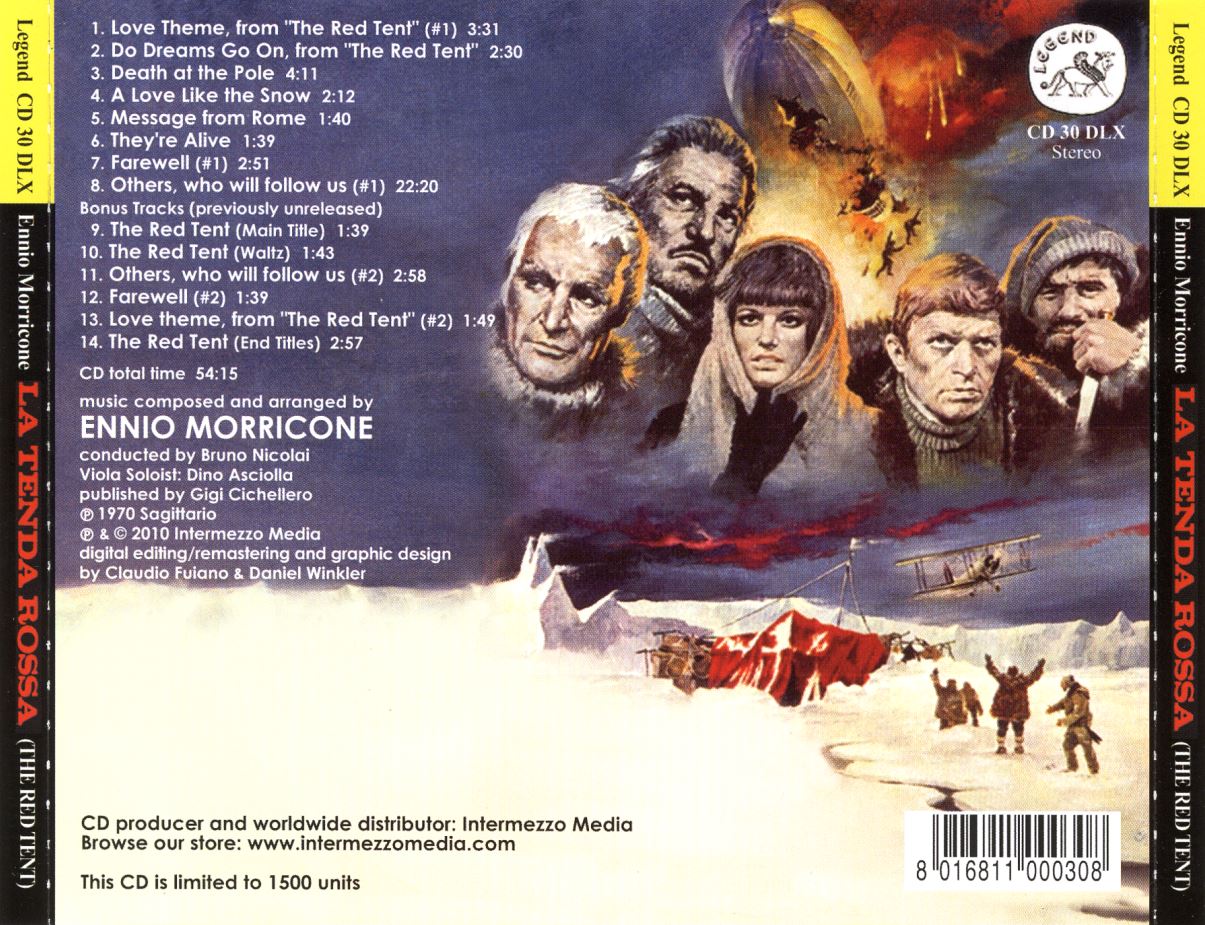 Legend CD 30 DLX Ennio Morricone LA TENDA ROSSA (THE RED TENT)
1. Love Theme, from "The Red Tent" (#1) 3:31
2. Do Dreams Go On, from "The Red Tent" 2:30
3. Death at the Pole 4:11
4. A Love Like the Snow 2:12
5. Message from Rome 1:40
6. They're Alive 1:39
7. Farewell (#1) 2:51
8. Others, who will follow us (#1) 22:20
Bonus Tracks (previously unreleased)
9. The Red Tent (Main Title) 1:39
10. The Red Tent (Waltz) 1:43
11. Others, who will follow us (#2) 2:58
12. Farewell (#2) 1:39
13. Love theme, from "The Red Tent" (#2) 1:49
14. The Red Tent (End Titles) 2:57
CD total time 54:15
music composed and arranged by
ENNIO MORRICONE
conducted by Bruno Nicolai
Viola Soloist: Dino Asciolla
published by Gigi Cichellero
℗ 1970 Sagittario
℗ & © 2010 Intermezzo Media
digital editing/remastering and graphic design
by Claudio Fuiano & Daniel Winkler
LEGEND
CD 30 DLX
Stereo
CD producer and worldwide distributor: Intermezzo Media
Browse our store: www.intermezzomedia.com
This CD is limited to 1500 units
8 016811 000308
Legend CD 30 DLX Ennio Morricone LA TENDA ROSSA (THE RED TENT)